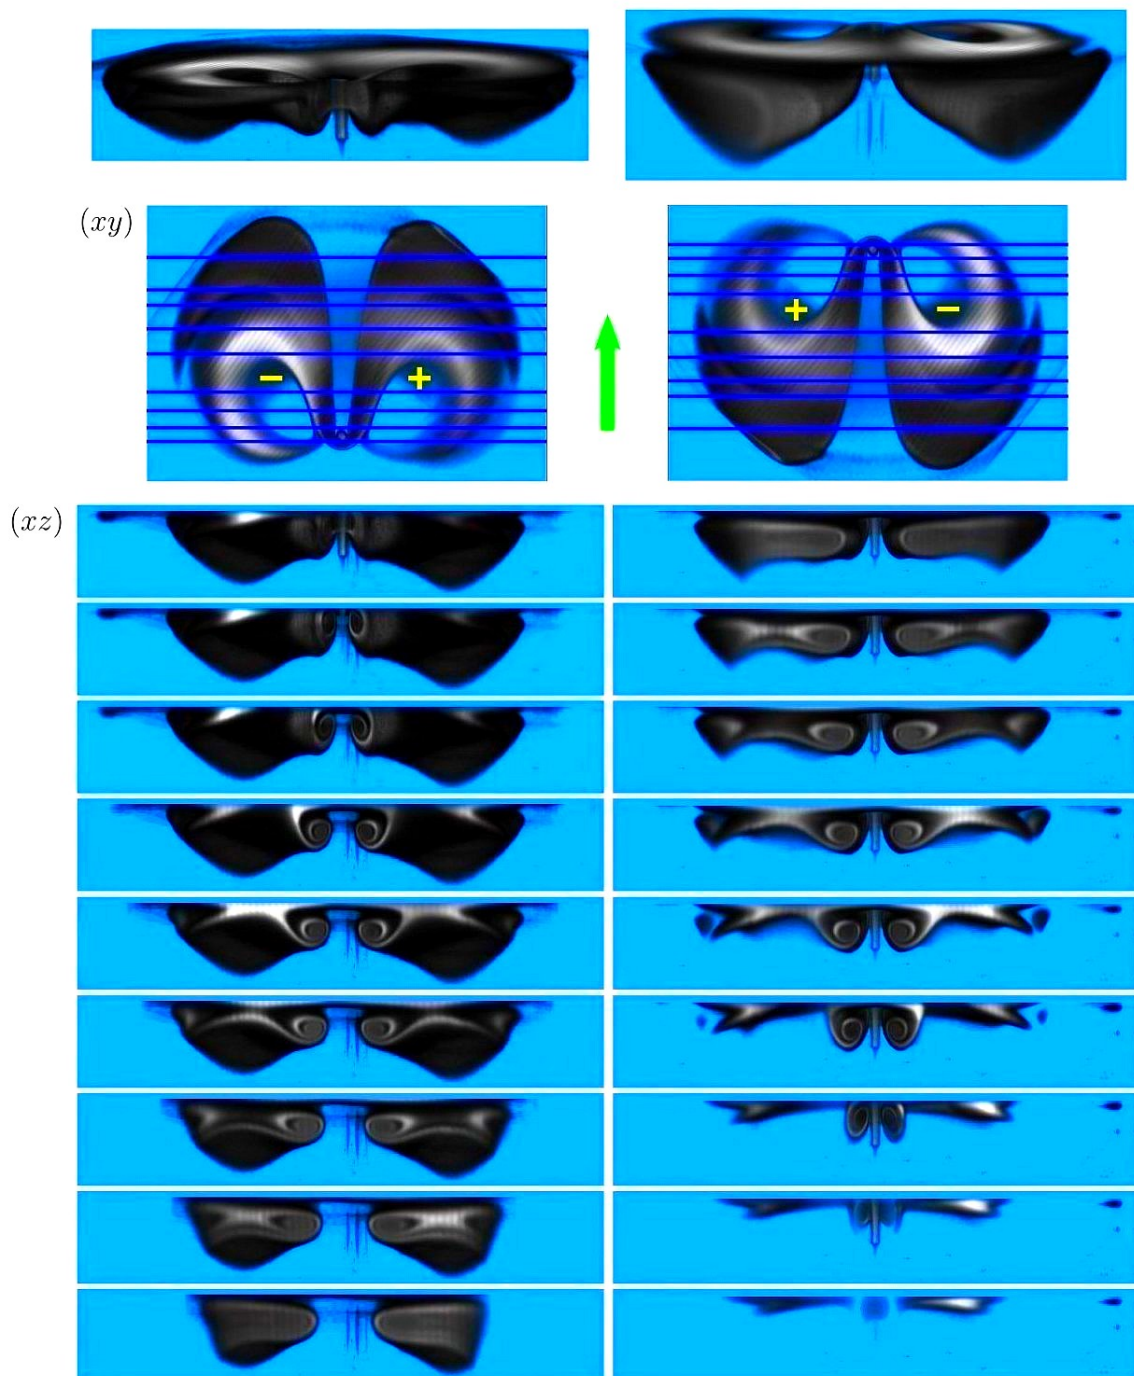 (xy)
− +
+ −
(xz)